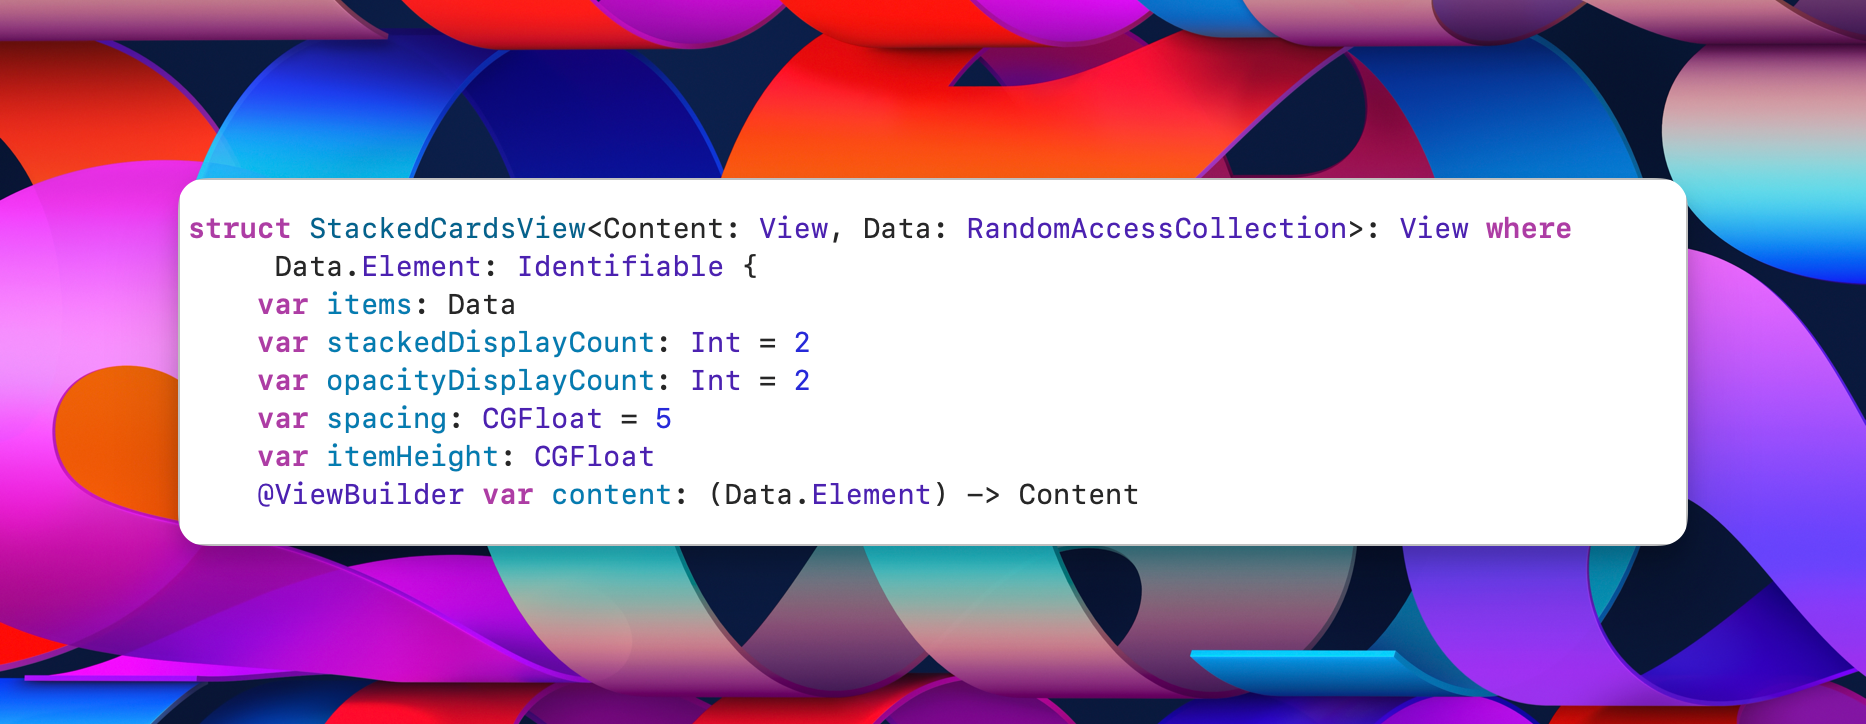 struct StackedCardsView<Content: View, Data: RandomAccessCollection>: View where
Data.Element: Identifiable {
var items: Data
var stackedDisplayCount: Int = 2
var opacityDisplayCount: Int = 2
var spacing: CGFloat = 5
var itemHeight: CGFloat
@ViewBuilder var content: (Data.Element) -> Content